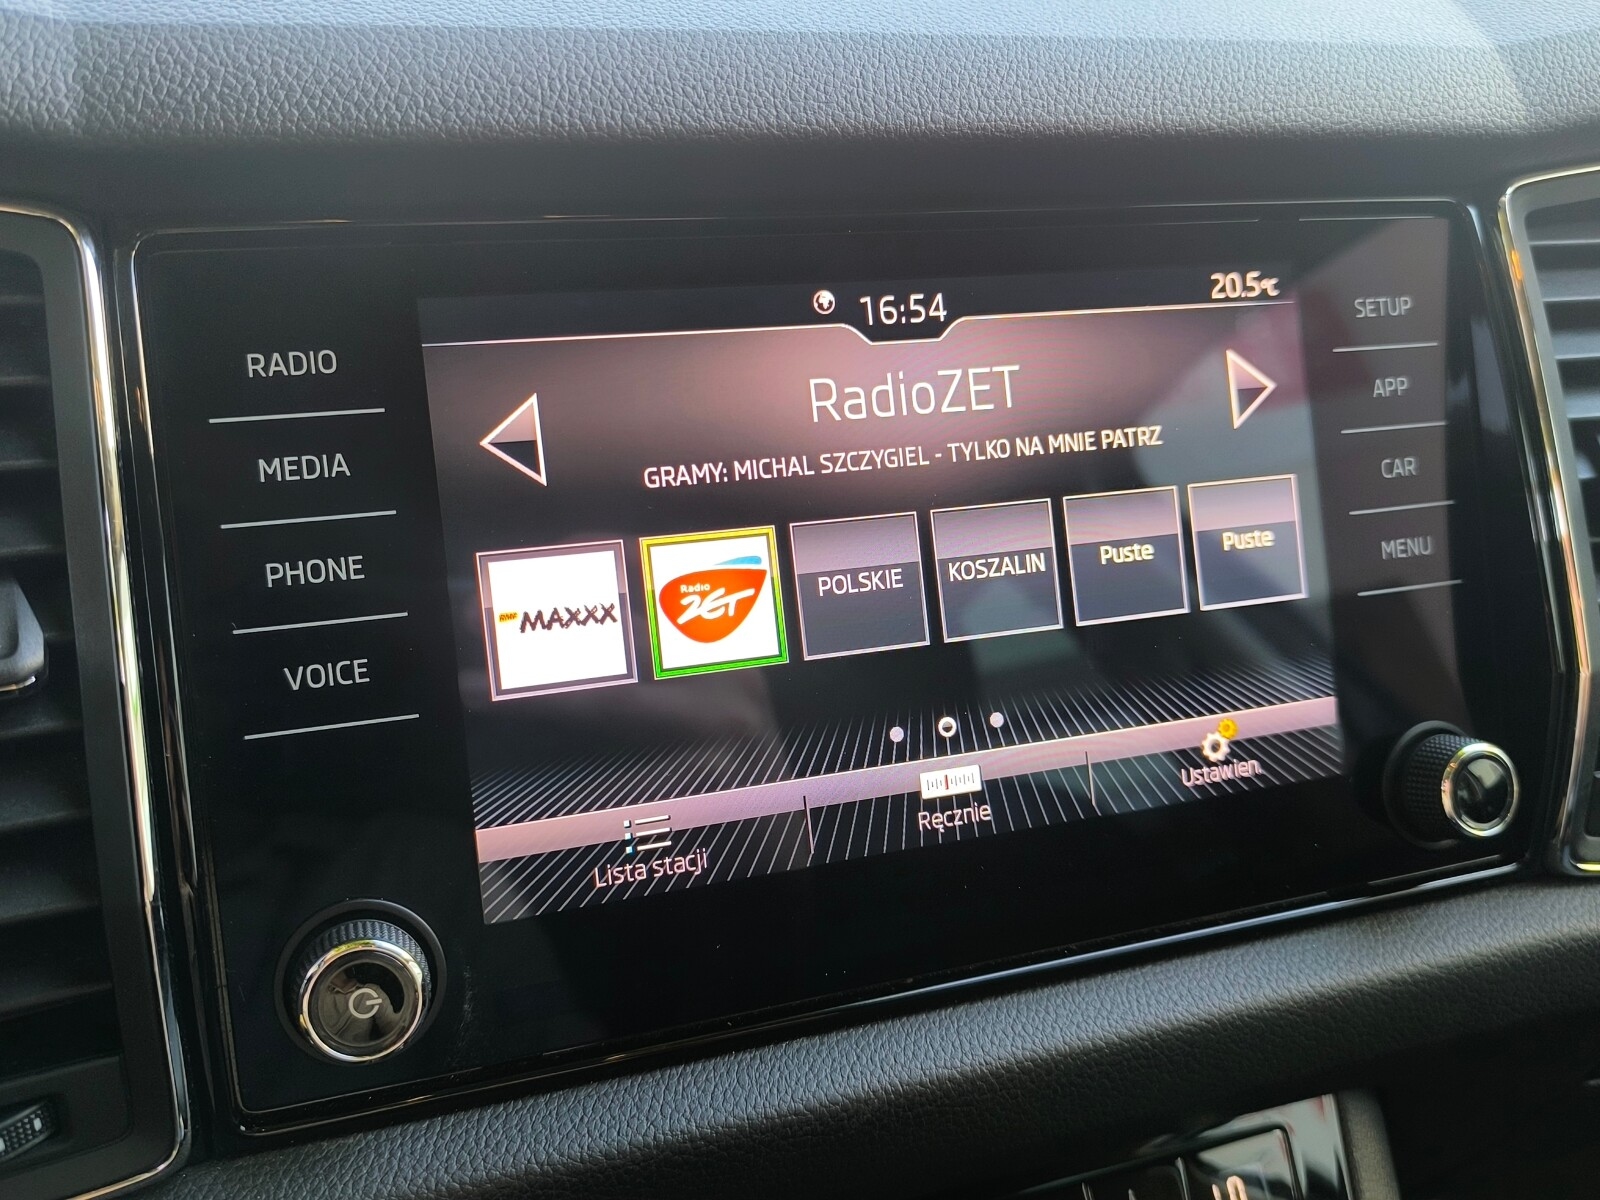 16:54
20.5°C
RADIO
MEDIA
PHONE
VOICE
RadioZET
GRAMY: MICHAL SZCZYGIEL - TYLKO NA MNIE PATRZ
RMF MAXXX
Radio ZET
POLSKIE
KOSZALIN
Puste
Puste
Lista stacji
Ręcznie
Ustawien.
SETUP
APP
CAR
MENU